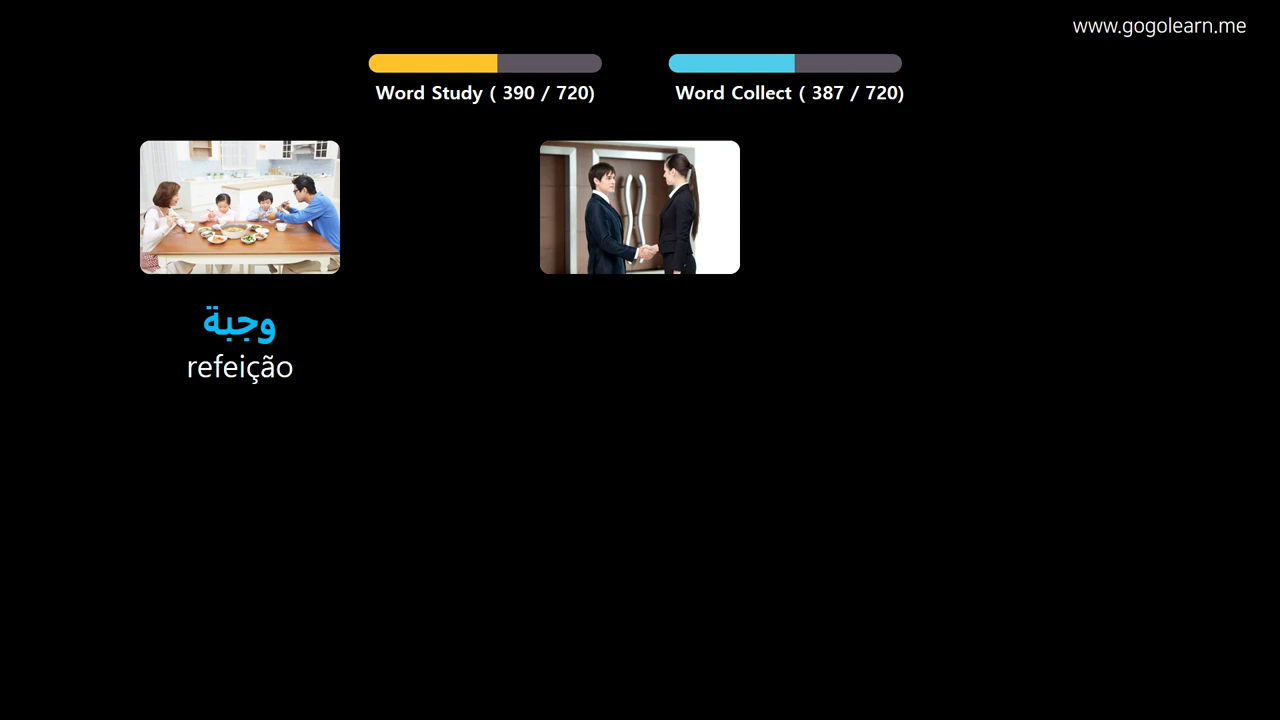 www.gogolearn.me
Word Study ( 390 / 720)
Word Collect ( 387 / 720)
وجبة
refeição